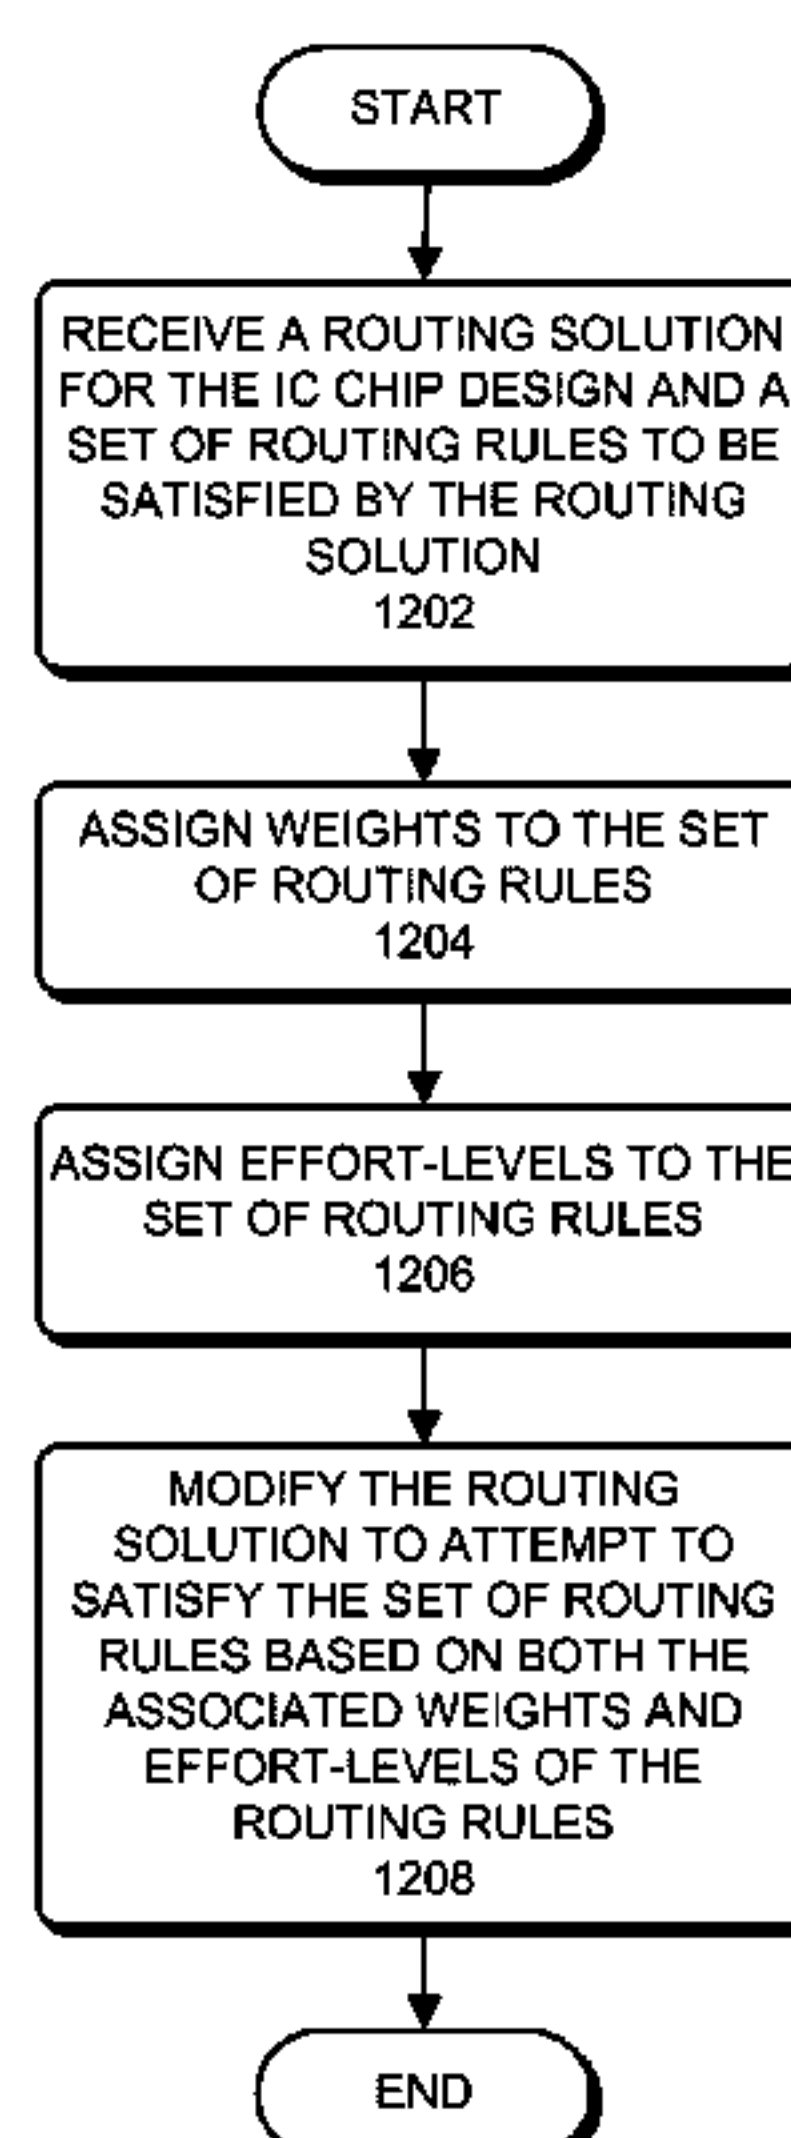 START
RECEIVE A ROUTING SOLUTION
FOR THE IC CHIP DESIGN AND A
SET OF ROUTING RULES TO BE
SATISFIED BY THE ROUTING
SOLUTION
1202
ASSIGN WEIGHTS TO THE SET
OF ROUTING RULES
1204
ASSIGN EFFORT-LEVELS TO THE
SET OF ROUTING RULES
1206
MODIFY THE ROUTING
SOLUTION TO ATTEMPT TO
SATISFY THE SET OF ROUTING
RULES BASED ON BOTH THE
ASSOCIATED WEIGHTS AND
EFFORT-LEVELS OF THE
ROUTING RULES
1208
END